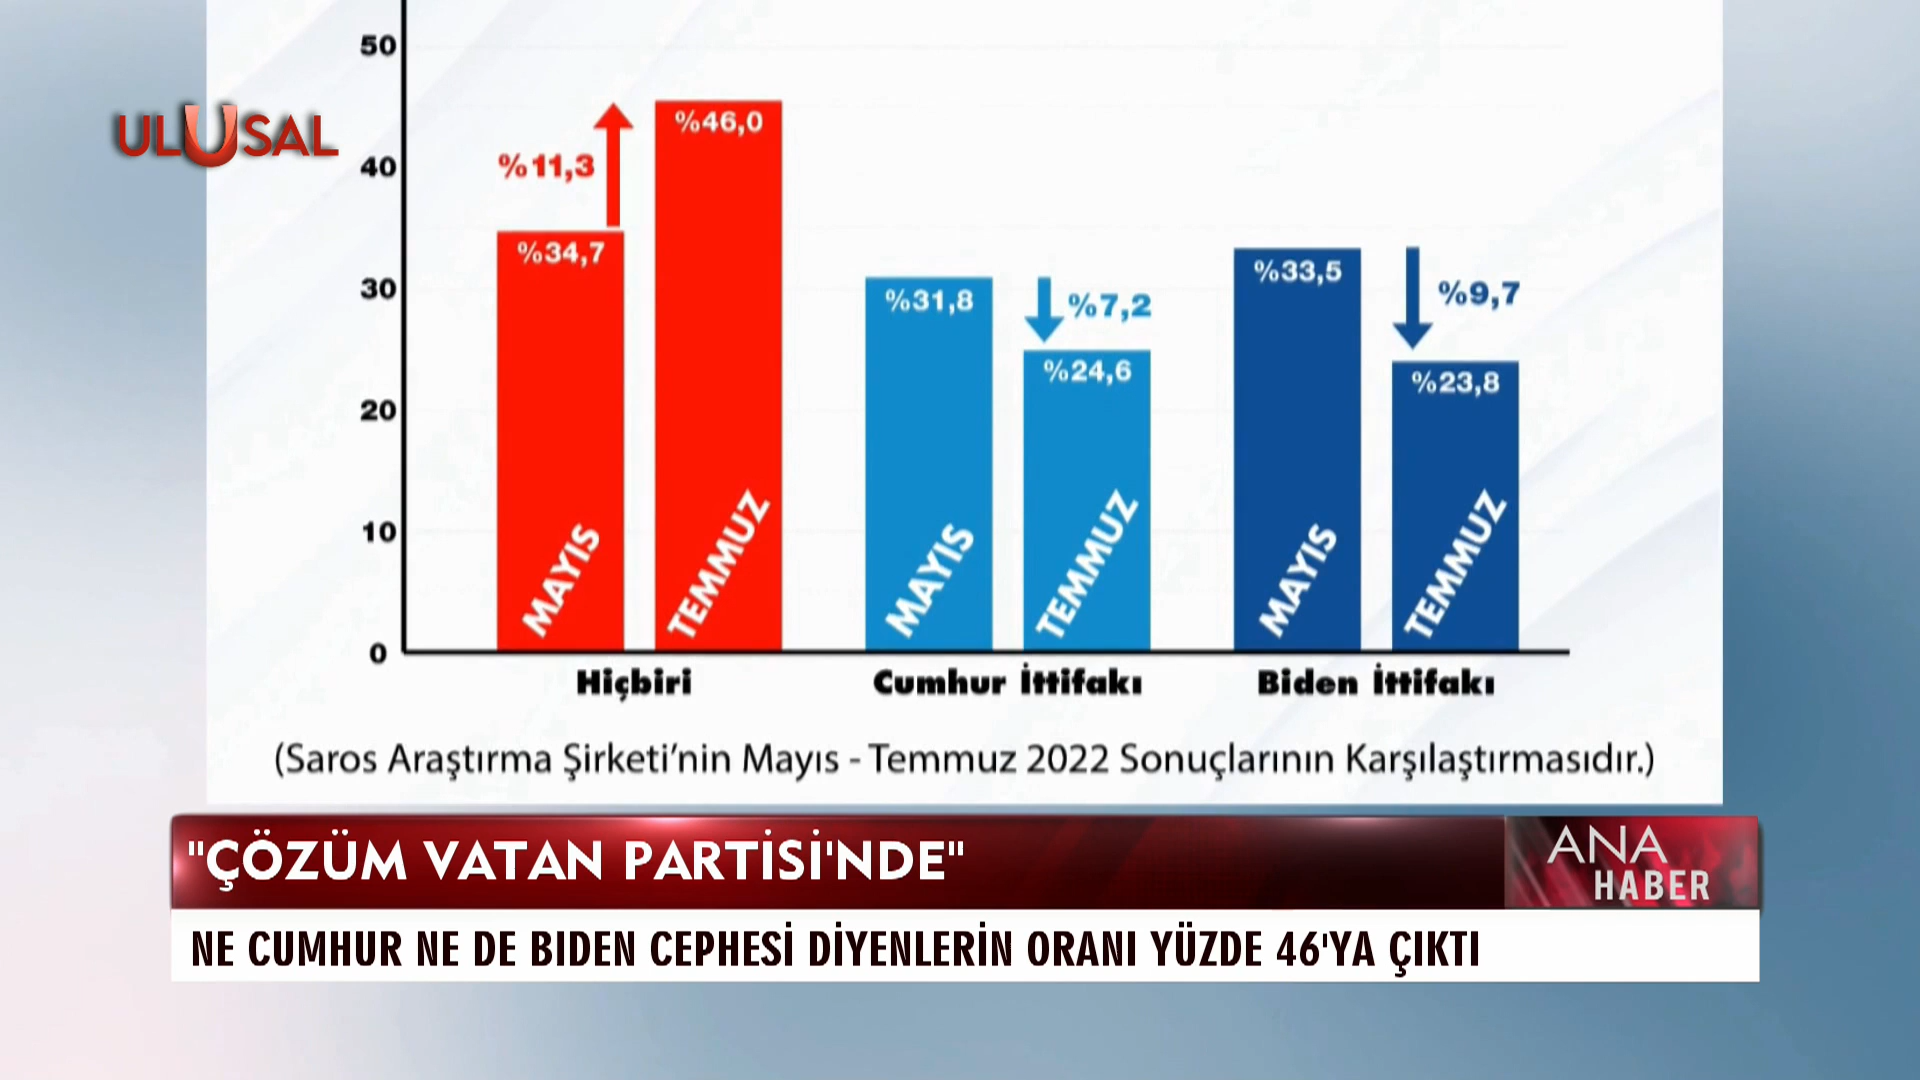 50
ULUSAL
%46,0
%11,3
40
%34,7
30
%31,8
%7,2
%33,5
%9,7
%24,6
%23,8
20
10
MAYIS
TEMMUZ
MAYIS
TEMMUZ
MAYIS
TEMMUZ
0
Hiçbiri
Cumhur İttifakı
Biden İttifakı
(Saros Araştırma Şirketi'nin Mayıs - Temmuz 2022 Sonuçlarının Karşılaştırmasıdır.)
"ÇÖZÜM VATAN PARTİSİ'NDE"
ANA
HABER
NE CUMHUR NE DE BIDEN CEPHESİ DİYENLERİN ORANI YÜZDE 46'YA ÇIKTI